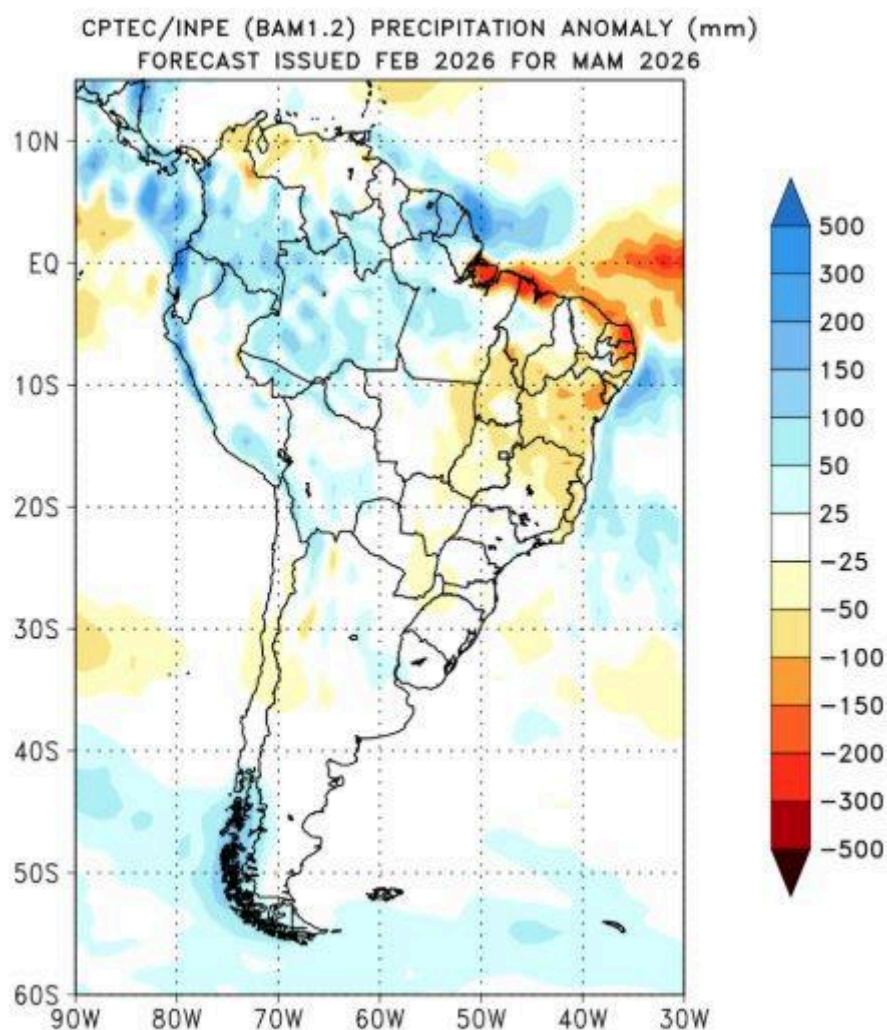 CPTEC/INPE (BAM1.2) PRECIPITATION ANOMALY (mm)
FORECAST ISSUED FEB 2026 FOR MAM 2026
10N
EQ
10S
20S
30S
40S
50S
60S
90W 80W 70W 60W 50W 40W 30W
500
300
200
150
100
50
25
−25
−50
−100
−150
−200
−300
−500